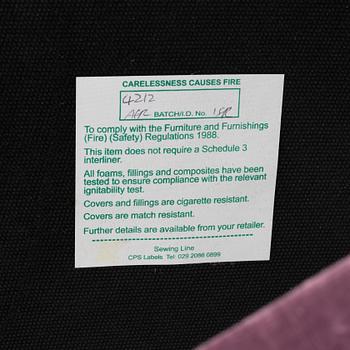 CARELESSNESS CAUSES FIRE
4212
BATCH/I.D. No.
To comply with the Furniture and Furnishings
(Fire) (Safety) Regulations 1988.
This item does not require a Schedule 3
interliner.
All foams, fillings and composites have been
tested to ensure compliance with the relevant
ignitability test.
Covers and fillings are cigarette resistant.
Covers are match resistant.
Further details are available from your retailer.
Sewing Line
CPS Labels Tel: 029 2086 0899